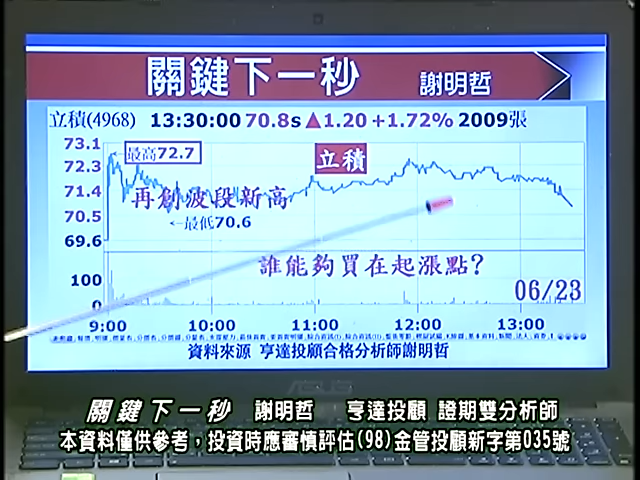 關鍵下一秒 謝明哲
立積(4968) 13:30:00 70.8s ▲1.20 +1.72% 2009張
73.1
最高72.7
立積
72.3
71.4
再創波段新高
70.5
←最低70.6
69.6
誰能夠買在起漲點?
100
06/23
0
9:00 10:00 11:00 12:00 13:00
資料來源 亨達投顧合格分析師謝明哲
ASUS
關鍵下一秒 謝明哲 亨達投顧 證期雙分析師
本資料僅供參考,投資時應審慎評估(98)金管投顧新字第035號